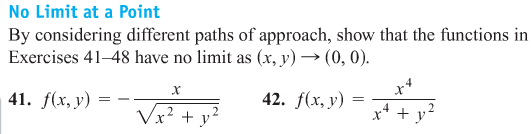 No Limit at a Point
By considering different paths of approach, show that the functions in
Exercises 41–48 have no limit as (x, y) → (0, 0).
41. f(x, y) = − x / √(x² + y²)  42. f(x, y) = x⁴ / (x⁴ + y²)